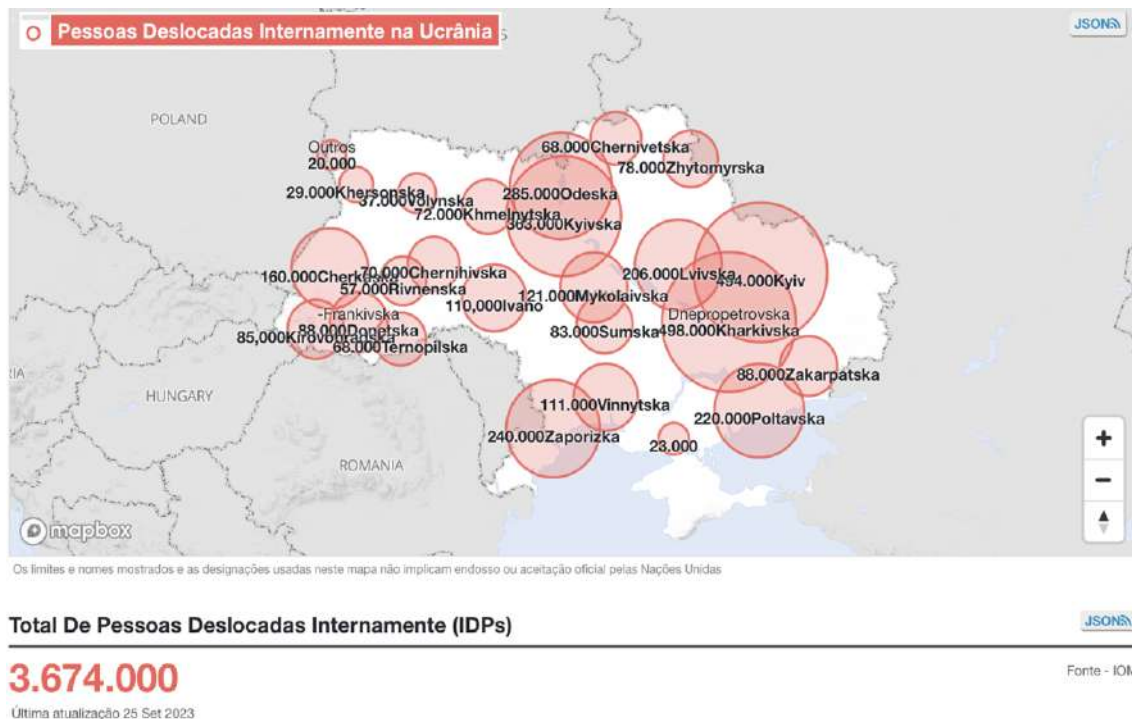 Pessoas Deslocadas Internamente na Ucrânia
JSON
POLAND
Outros
20.000
68.000Chernivetska
78.000Zhytomyrska
29.000Khersonska
37.000Volynska
285.000Odeska
72.000Khmelnytska
363,000Kyivska
160.000Cherkaska
70.000Chernihivska
57.000Rivnenska
110,000Ivano
121.000Mykolaivska
206.000Lvivska
494.000Kyiv
-Frankivska
88.000Donetska
85,000Kirovohradska
68.000Ternopilska
83.000Sumska
Dnepropetrovska
498.000Kharkivska
88.000Zakarpatska
HUNGARY
111.000Vinnytska
220.000Poltavska
240.000Zaporizka
23.000
ROMANIA
mapbox
Os limites e nomes mostrados e as designações usadas neste mapa não implicam endosso ou aceitação oficial pelas Nações Unidas
Total De Pessoas Deslocadas Internamente (IDPs)
JSON
3.674.000
Fonte - IOM
Última atualização 25 Set 2023